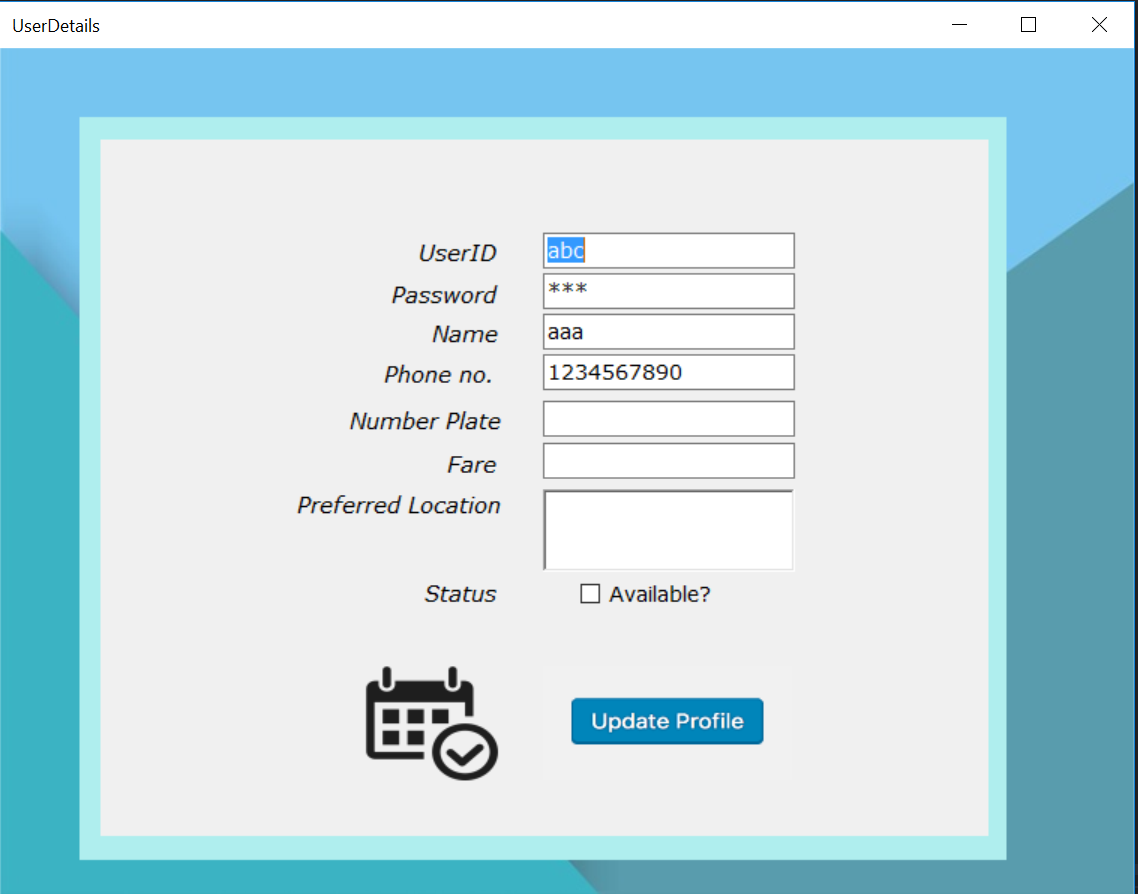 UserDetails
UserID abc
Password ***
Name aaa
Phone no. 1234567890
Number Plate
Fare
Preferred Location
Status Available?
Update Profile